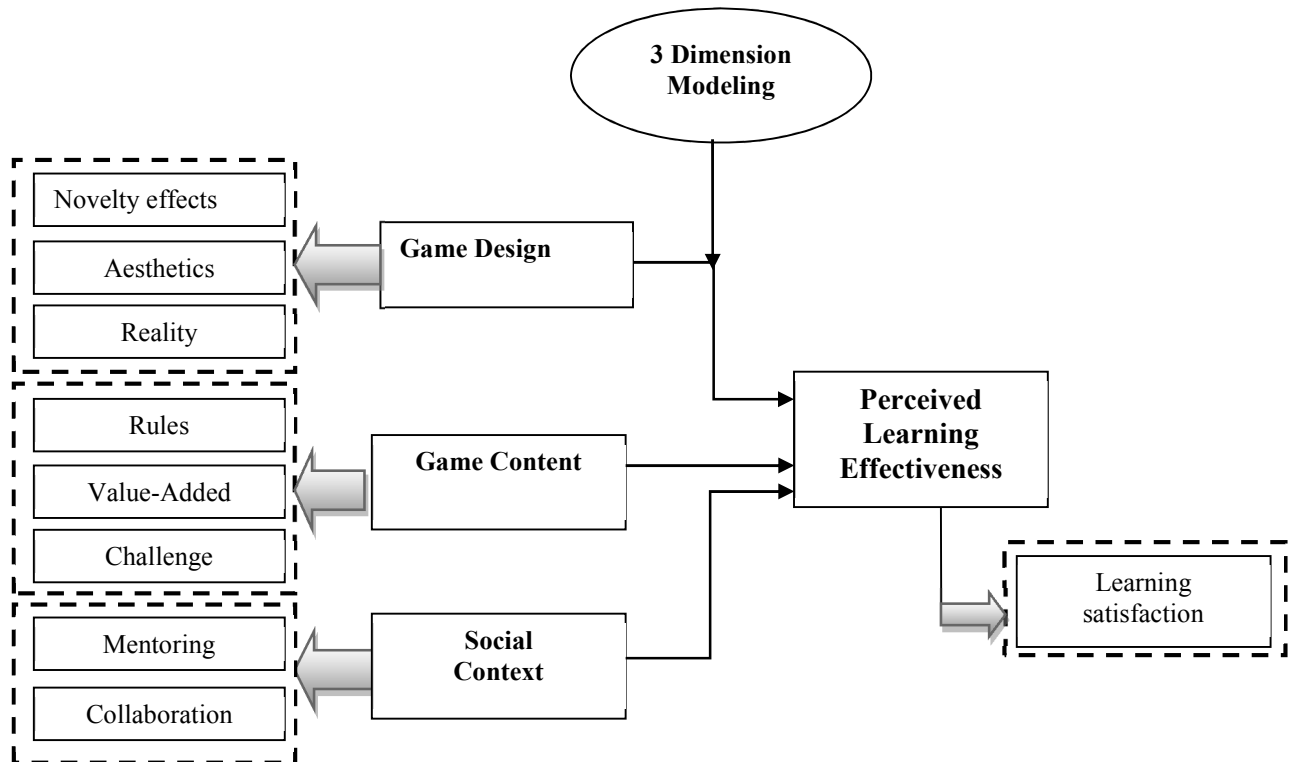 3 Dimension
Modeling
Novelty effects
Aesthetics
Reality
Game Design
Rules
Value-Added
Challenge
Game Content
Perceived
Learning
Effectiveness
Mentoring
Collaboration
Social
Context
Learning
satisfaction